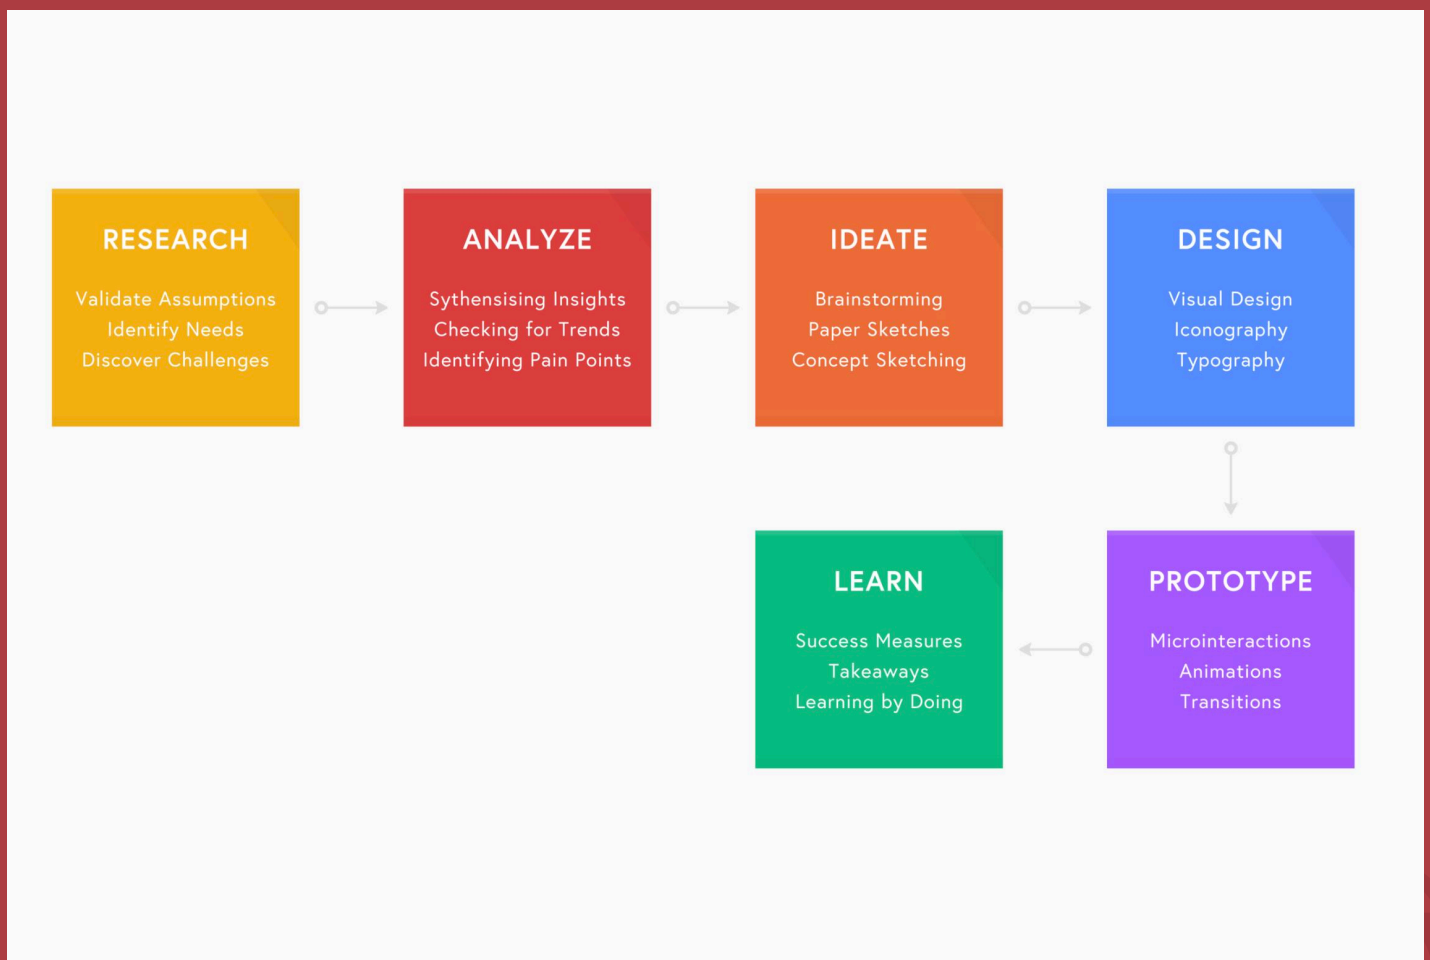 RESEARCH
Validate Assumptions
Identify Needs
Discover Challenges
ANALYZE
Sythensising Insights
Checking for Trends
Identifying Pain Points
IDEATE
Brainstorming
Paper Sketches
Concept Sketching
DESIGN
Visual Design
Iconography
Typography
PROTOTYPE
Microinteractions
Animations
Transitions
LEARN
Success Measures
Takeaways
Learning by Doing